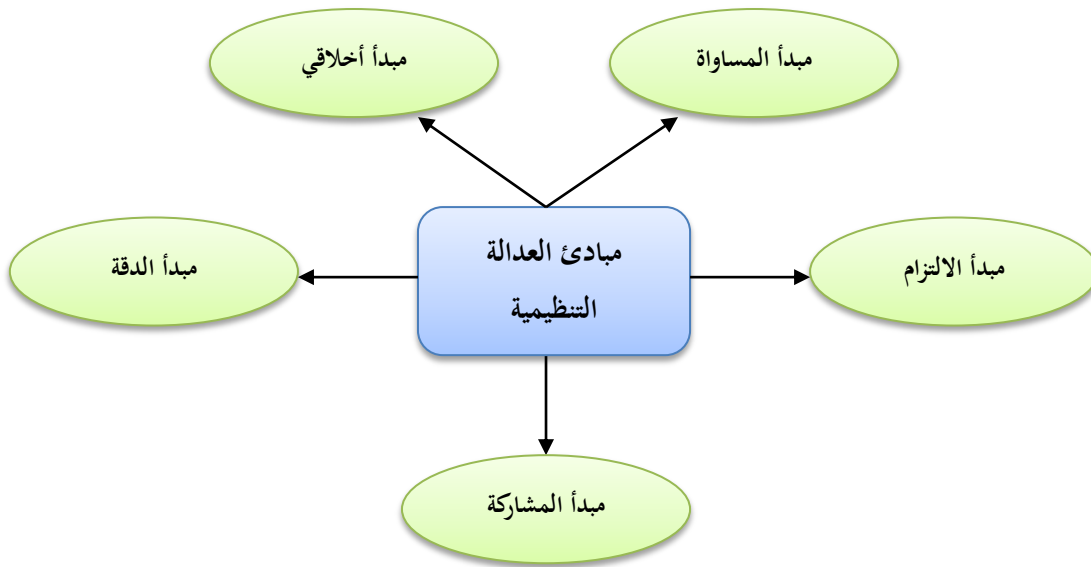 مبدأ المساواة
مبدأ أخلاقي
مبادئ العدالة
التنظيمية
مبدأ الالتزام
مبدأ الدقة
مبدأ المشاركة